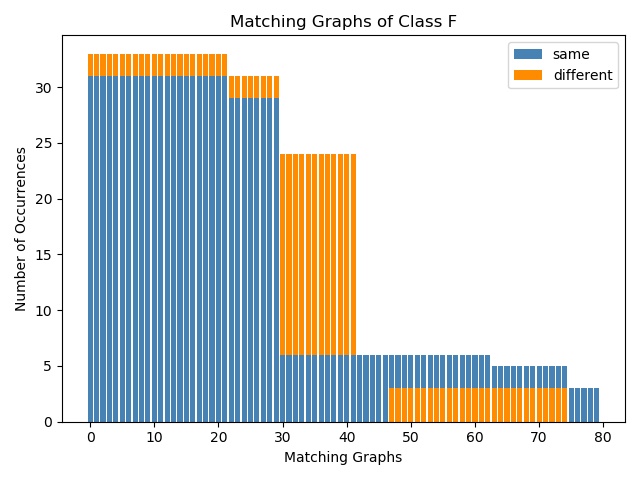 Matching Graphs of Class F
same
different
Number of Occurrences
30
25
20
15
10
5
0
0 10 20 30 40 50 60 70 80
Matching Graphs